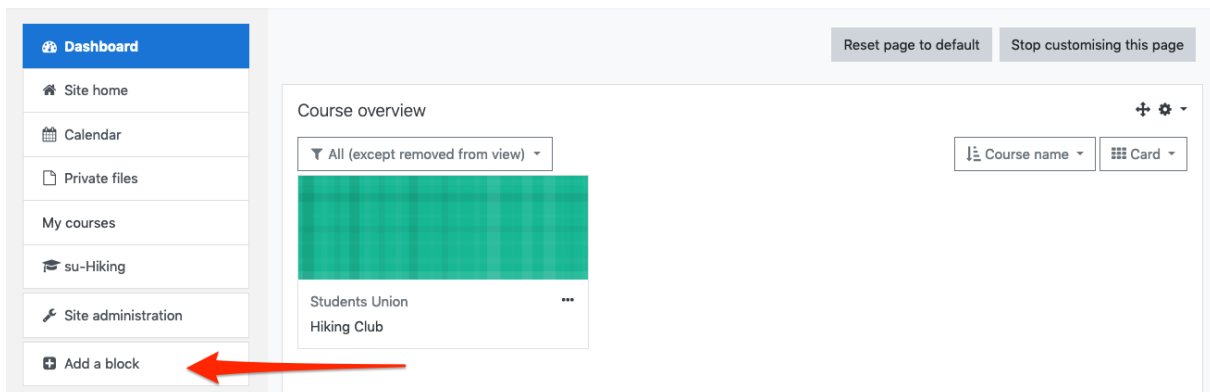 Dashboard
Site home
Calendar
Private files
My courses
su-Hiking
Site administration
Add a block
Reset page to default
Stop customising this page
Course overview
All (except removed from view)
Course name
Card
Students Union
Hiking Club